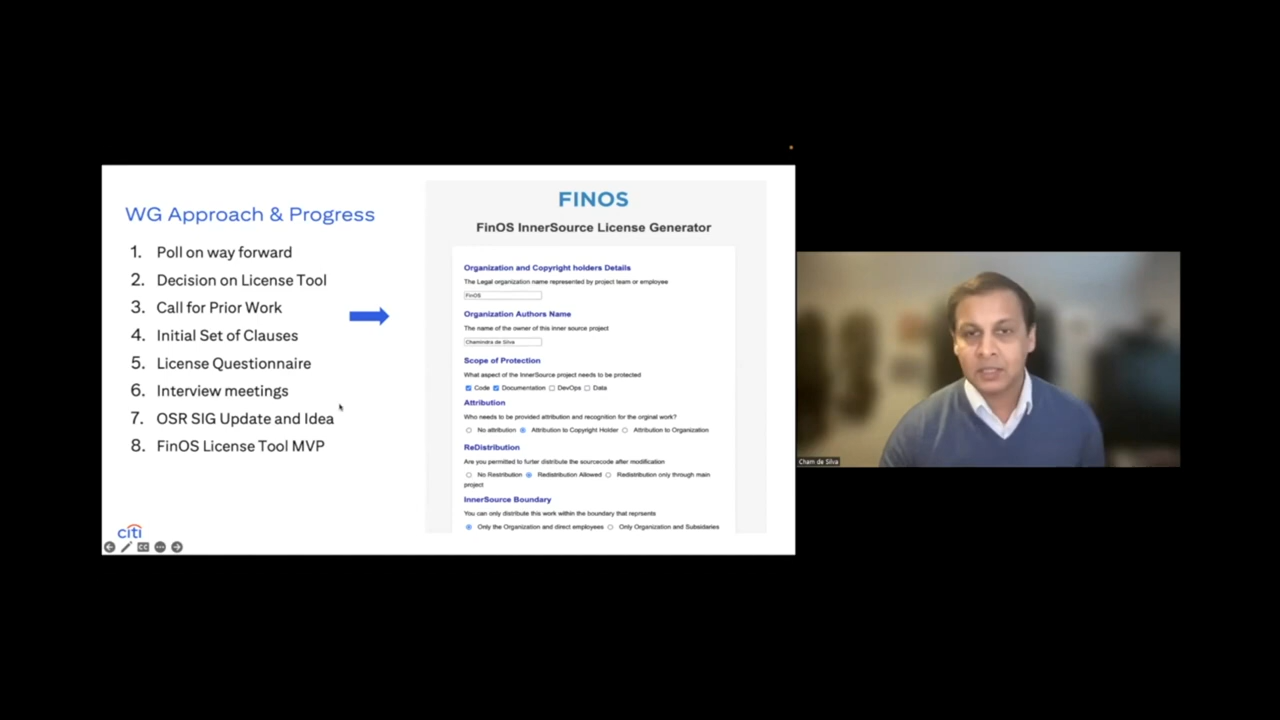 WG Approach & Progress
1. Poll on way forward
2. Decision on License Tool
3. Call for Prior Work
4. Initial Set of Clauses
5. License Questionnaire
6. Interview meetings
7. OSR SIG Update and Idea
8. FinOS License Tool MVP
citi
CC
FINOS
FinOS InnerSource License Generator
Organization and Copyright holders Details
The Legal organization name represented by project team or employee
FinOS
Organization Authors Name
The name of the owner of this inner source project
Chamindra de Silva
Scope of Protection
What aspect of the InnerSource project needs to be protected
Code Documentation DevOps Data
Attribution
Who needs to be provided attribution and recognition for the orginal work?
No attribution Attribution to Copyright Holder Attribution to Organization
ReDistribution
Are you permitted to furter distribute the sourcecode after modification
No Restribution Redistribution Allowed Redistribution only through main
project
InnerSource Boundary
You can only distribute this work within the boundary that reprsents
Only the Organization and direct employees Only Organization and Subsidaries
Cham de Silva